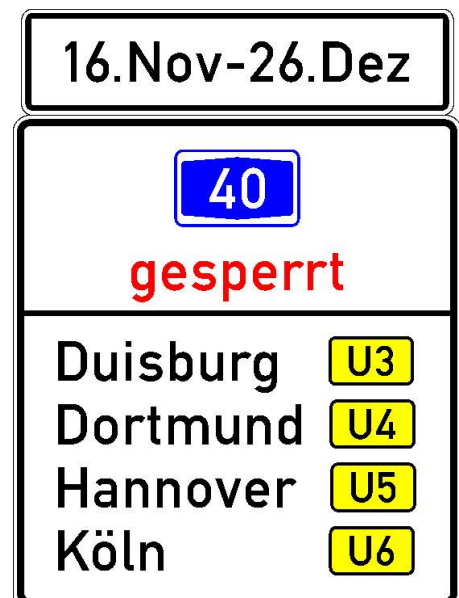 16.Nov-26.Dez
40
gesperrt
Duisburg U3
Dortmund U4
Hannover U5
Köln U6